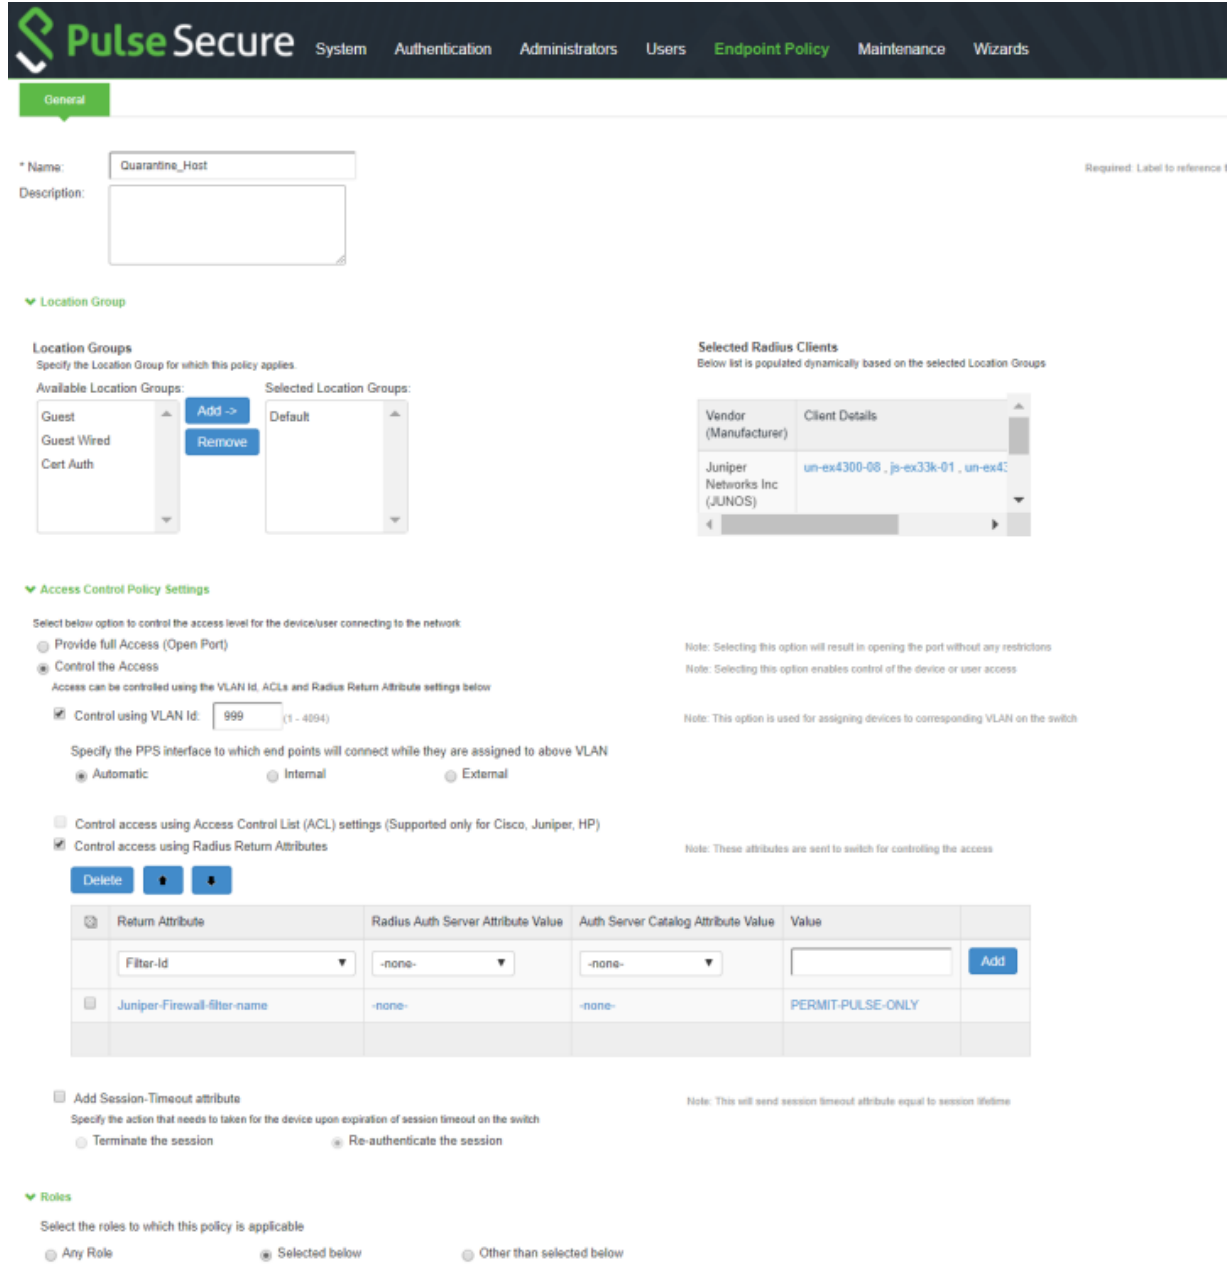 Pulse Secure System Authentication Administrators Users Endpoint Policy Maintenance Wizards
General
* Name: Quarantine_Host Required: Label to reference
Description:
Location Group
Location Groups
Specify the Location Group for which this policy applies.
Available Location Groups: Selected Location Groups:
Guest
Guest Wired
Cert Auth
Add ->
Remove
Default
Selected Radius Clients
Below list is populated dynamically based on the selected Location Groups
Vendor (Manufacturer) Client Details
Juniper Networks Inc (JUNOS) un-ex4300-08 , js-ex33k-01 , un-ex43
Access Control Policy Settings
Select below option to control the access level for the device/user connecting to the network
Provide full Access (Open Port) Note: Selecting this option will result in opening the port without any restrictons
Control the Access Note: Selecting this option enables control of the device or user access
Access can be controlled using the VLAN Id, ACLs and Radius Return Attribute settings below
Control using VLAN Id: 999 (1 - 4094) Note: This option is used for assigning devices to corresponding VLAN on the switch
Specify the PPS interface to which end points will connect while they are assigned to above VLAN
Automatic Internal External
Control access using Access Control List (ACL) settings (Supported only for Cisco, Juniper, HP)
Control access using Radius Return Attributes Note: These attributes are sent to switch for controlling the access
Delete
Return Attribute Radius Auth Server Attribute Value Auth Server Catalog Attribute Value Value
Filter-Id -none- -none- Add
Juniper-Firewall-filter-name -none- -none- PERMIT-PULSE-ONLY
Add Session-Timeout attribute Note: This will send session timeout attribute equal to session lifetime
Specify the action that needs to taken for the device upon expiration of session timeout on the switch
Terminate the session Re-authenticate the session
Roles
Select the roles to which this policy is applicable
Any Role Selected below Other than selected below